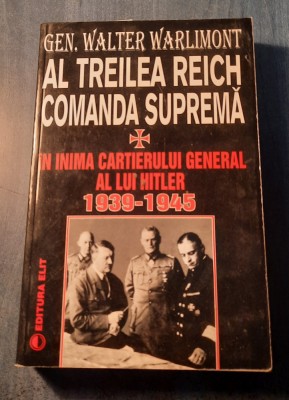 GEN. WALTER WARLIMONT
AL TREILEA REICH
COMANDA SUPREMĂ
ÎN INIMA CARTIERULUI GENERAL
AL LUI HITLER
1939-1945
EDITURA ELIT